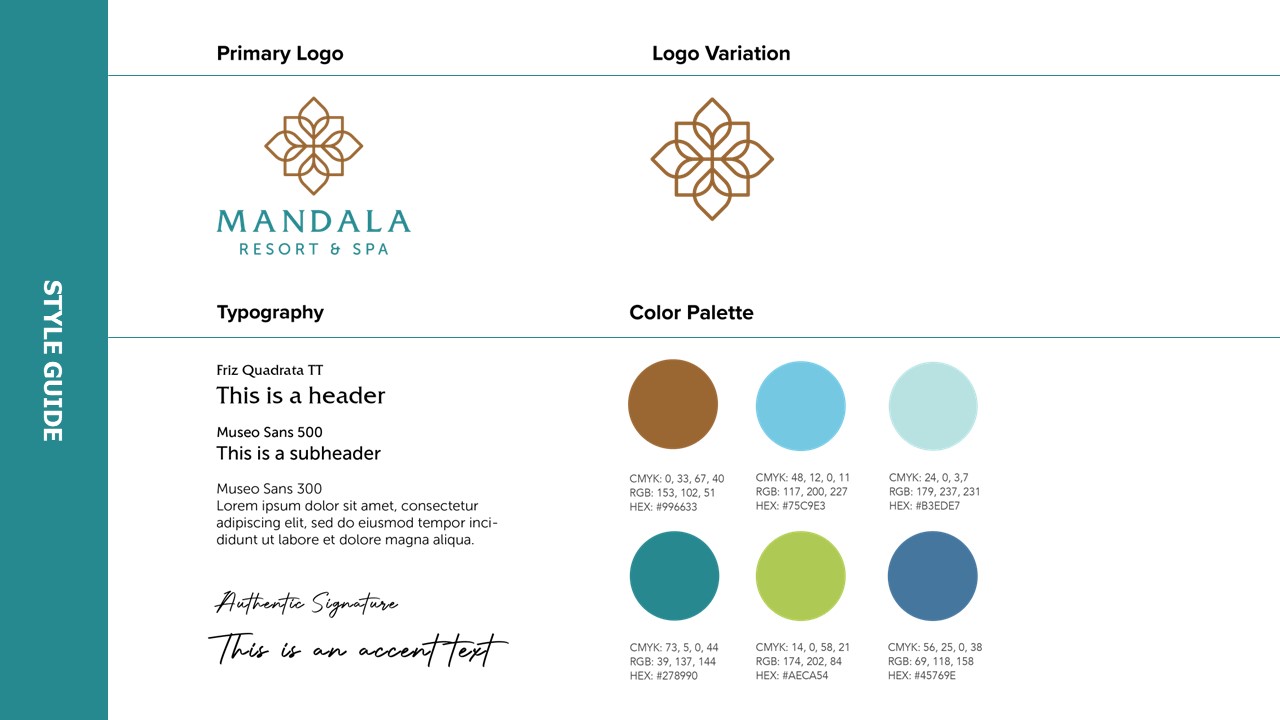 STYLE GUIDE
Primary Logo
MANDALA
RESORT & SPA
Logo Variation
Typography
Friz Quadrata TT
This is a header
Museo Sans 500
This is a subheader
Museo Sans 300
Lorem ipsum dolor sit amet, consectetur
adipiscing elit, sed do eiusmod tempor inci-
didunt ut labore et dolore magna aliqua.
Authentic Signature
This is an accent text
Color Palette
CMYK: 0, 33, 67, 40
RGB: 153, 102, 51
HEX: #996633
CMYK: 48, 12, 0, 11
RGB: 117, 200, 227
HEX: #75C9E3
CMYK: 24, 0, 3,7
RGB: 179, 237, 231
HEX: #B3EDE7
CMYK: 73, 5, 0, 44
RGB: 39, 137, 144
HEX: #278990
CMYK: 14, 0, 58, 21
RGB: 174, 202, 84
HEX: #AECA54
CMYK: 56, 25, 0, 38
RGB: 69, 118, 158
HEX: #45769E